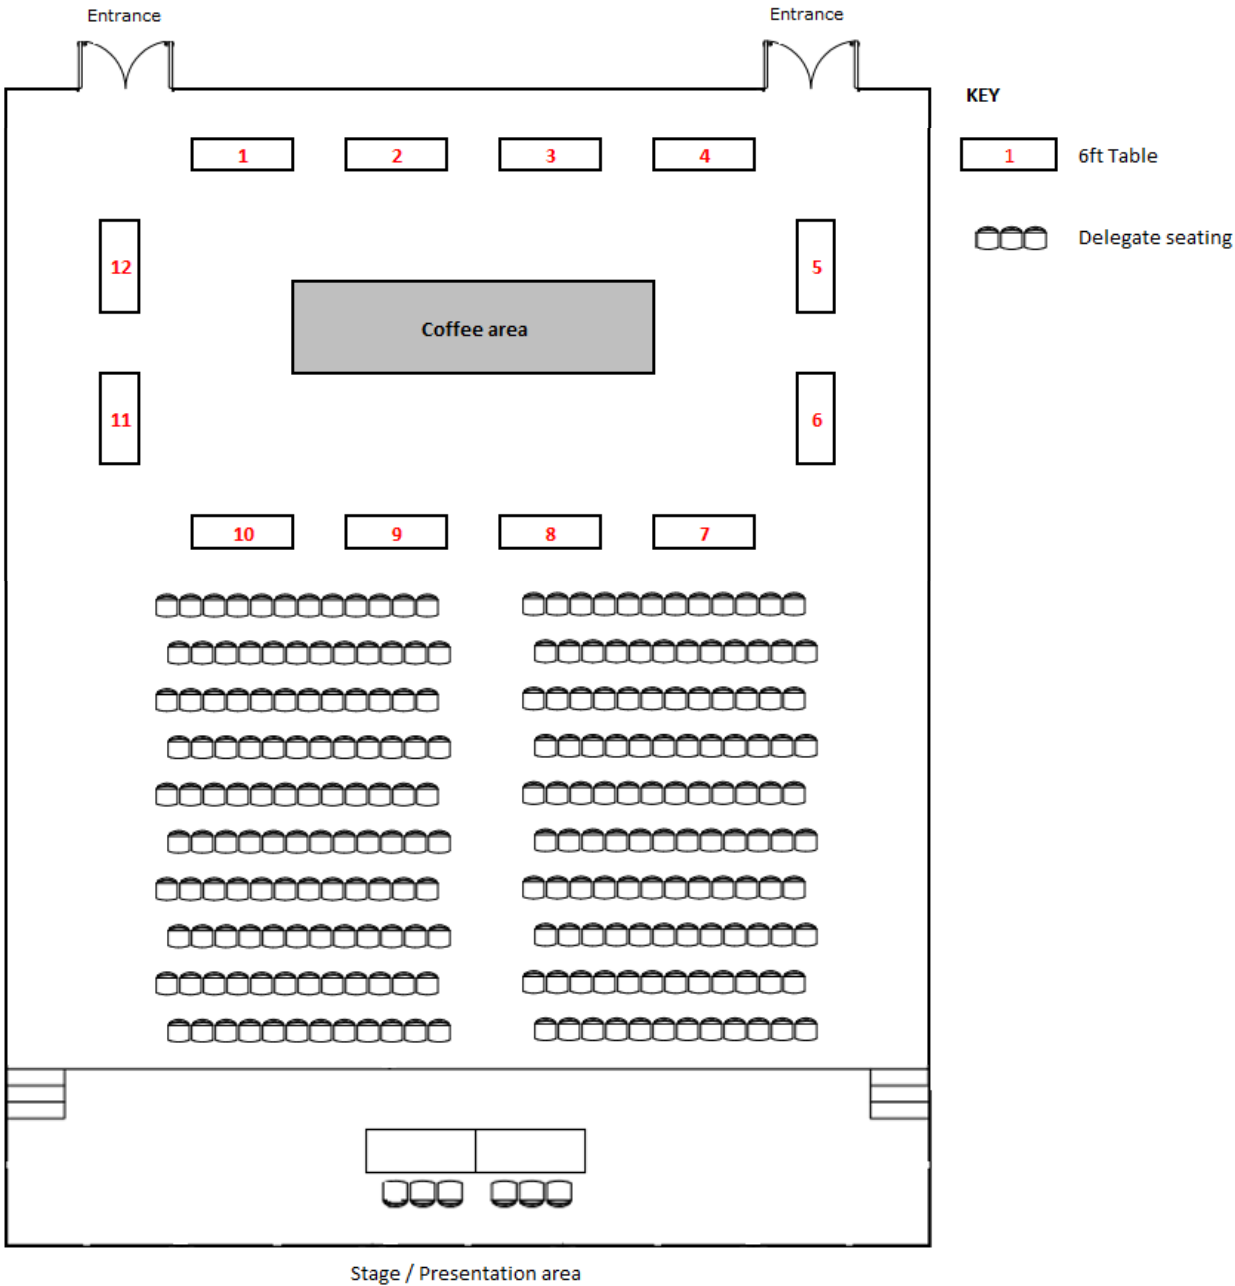 Entrance
Entrance
KEY
1 2 3 4
1 6ft Table
Delegate seating
12 5
Coffee area
11 6
10 9 8 7
Stage / Presentation area